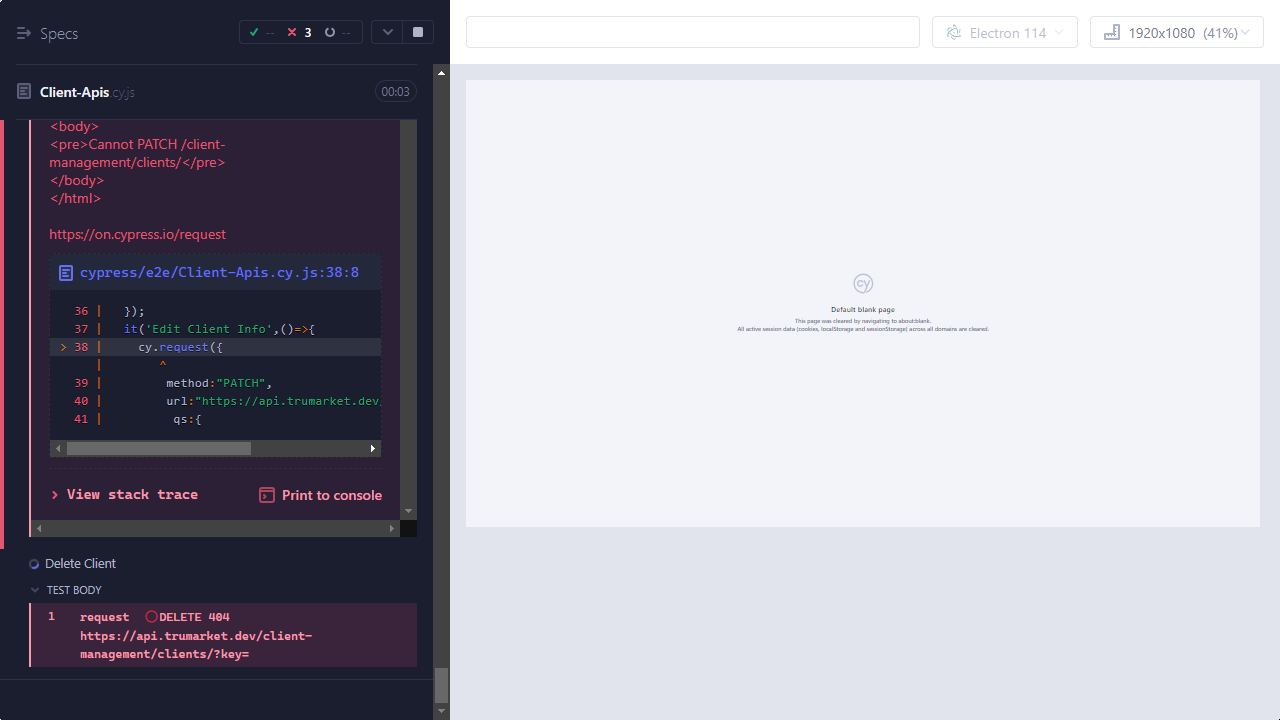 Specs
-- 3 --
Electron 114
1920x1080 (41%)
Client-Apis cy.js
00:03
<body>
<pre>Cannot PATCH /client-
management/clients/</pre>
</body>
</html>
https://on.cypress.io/request
cypress/e2e/Client-Apis.cy.js:38:8
36 | });
37 | it('Edit Client Info',()=>{
> 38 | cy.request({
| ^
39 | method:"PATCH",
40 | url:"https://api.trumarket.dev/
41 | qs:{
View stack trace
Print to console
Delete Client
TEST BODY
1 request DELETE 404
https://api.trumarket.dev/client-
management/clients/?key=
cy
Default blank page
This page was cleared by navigating to about:blank.
All active session data (cookies, localStorage and sessionStorage) across all domains are cleared.